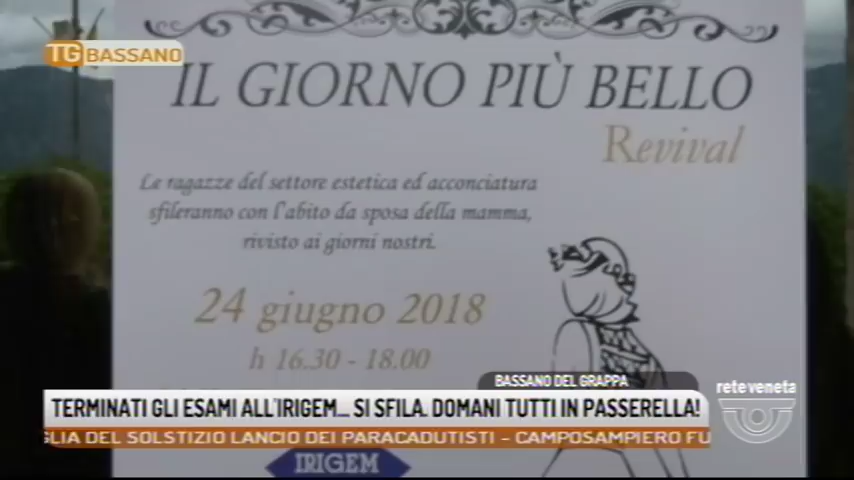 TG BASSANO
IL GIORNO PIÙ BELLO
Revival
Le ragazze del settore estetica ed acconciatura
sfileranno con l'abito da sposa della mamma,
rivisto ai giorni nostri.
24 giugno 2018
h 16.30 - 18.00
BASSANO DEL GRAPPA
rete veneta
TERMINATI GLI ESAMI ALL'IRIGEM... SI SFILA. DOMANI TUTTI IN PASSERELLA!
GLIA DEL SOLSTIZIO LANCIO DEI PARACADUTISTI - CAMPOSAMPIERO FU
IRIGEM